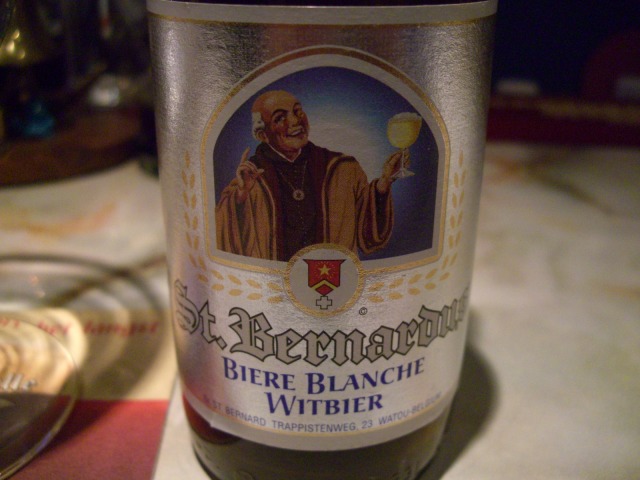 St. Bernardus
©
BIERE BLANCHE
WITBIER
ST BERNARD TRAPPISTENWEG, 23 WATOU-BELGIUM